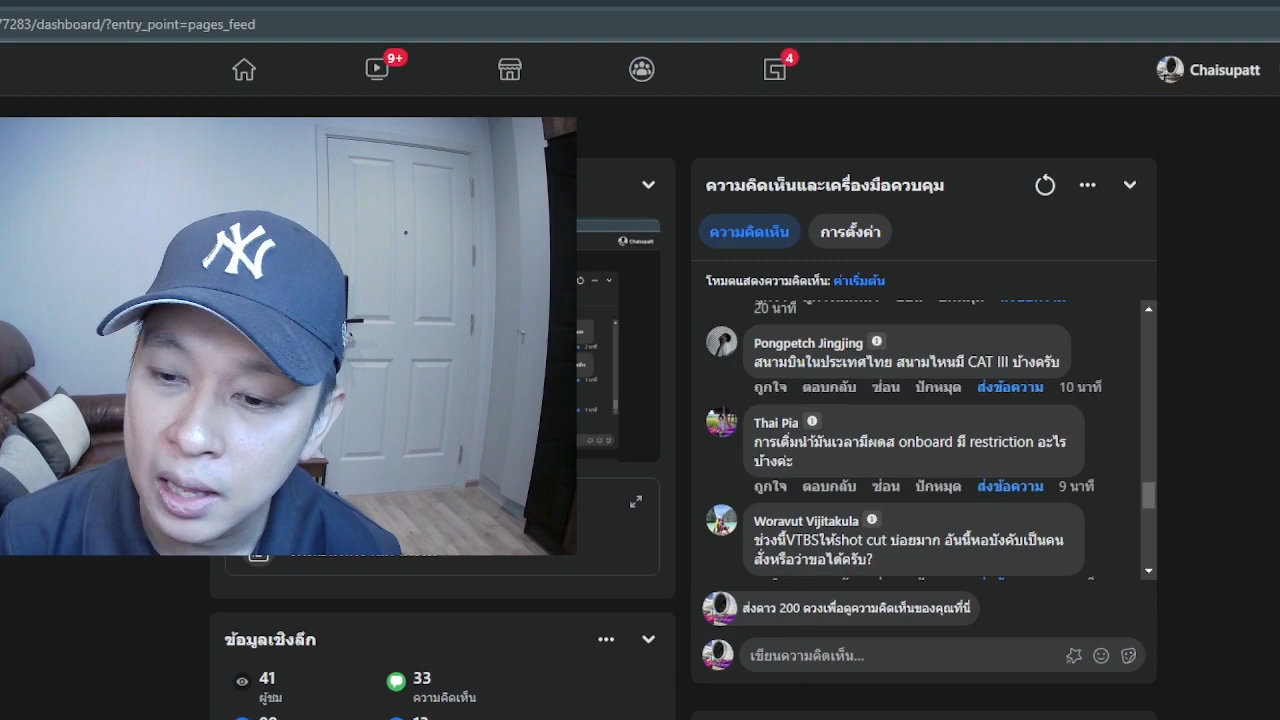 77283/dashboard/?entry_point=pages_feed
9+
4
Chaisupatt
NY
ความคิดเห็นและเครื่องมือควบคุม
ความคิดเห็น
การตั้งค่า
โหมดแสดงความคิดเห็น: ค่าเริ่มต้น
20 นาที
Pongpetch Jingjing
สนามบินในประเทศไทย สนามไหนมี CAT III บ้างครับ
ถูกใจ ตอบกลับ ซ่อน ปักหมุด ส่งข้อความ 10 นาที
Thai Pia
การเติมน้ำมันเวลามีผดส onboard มี restriction อะไร
บ้างค่ะ
ถูกใจ ตอบกลับ ซ่อน ปักหมุด ส่งข้อความ 9 นาที
Woravut Vijitakula
ช่วงนี้VTBSให้shot cut บ่อยมาก อันนี้หอบังคับเป็นคน
สั่งหรือว่าขอได้ครับ?
ส่งดาว 200 ดวงเพื่อดูความคิดเห็นของคุณที่นี่
เขียนความคิดเห็น...
ข้อมูลเชิงลึก
41
ผู้ชม
33
ความคิดเห็น